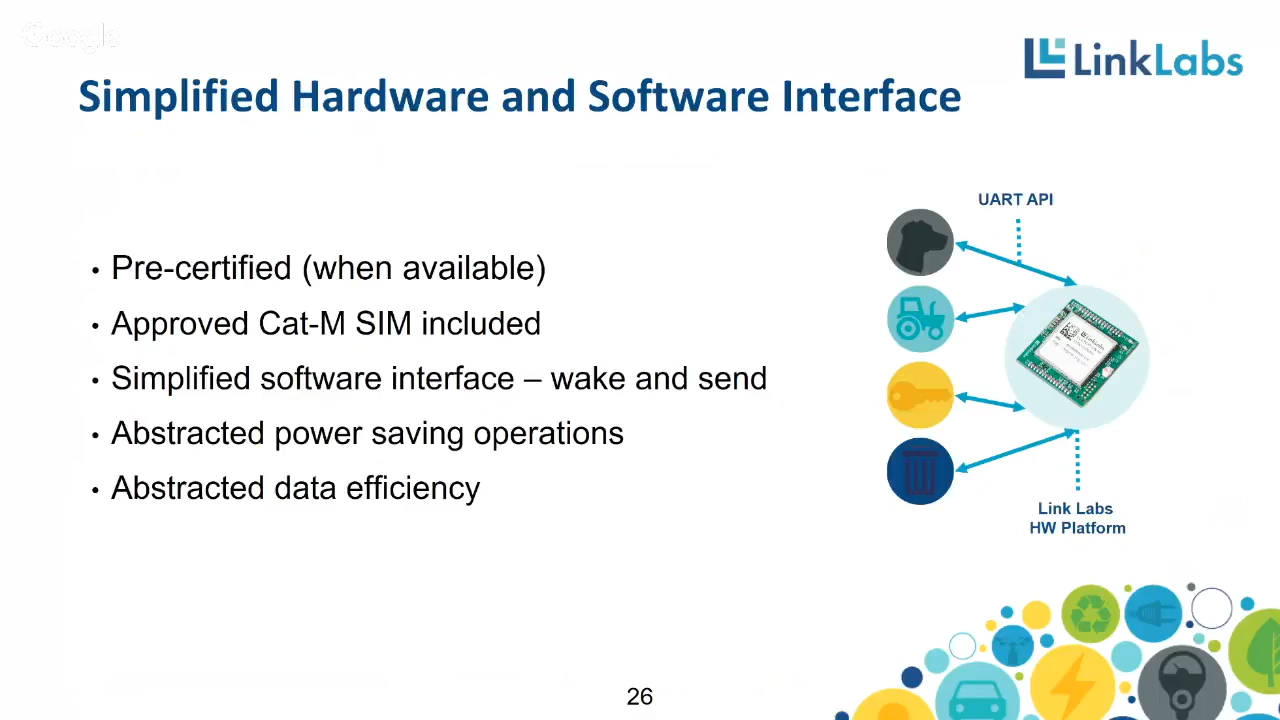 Google
LinkLabs
Simplified Hardware and Software Interface
UART API
• Pre-certified (when available)
• Approved Cat-M SIM included
• Simplified software interface – wake and send
• Abstracted power saving operations
• Abstracted data efficiency
Link Labs
HW Platform
26